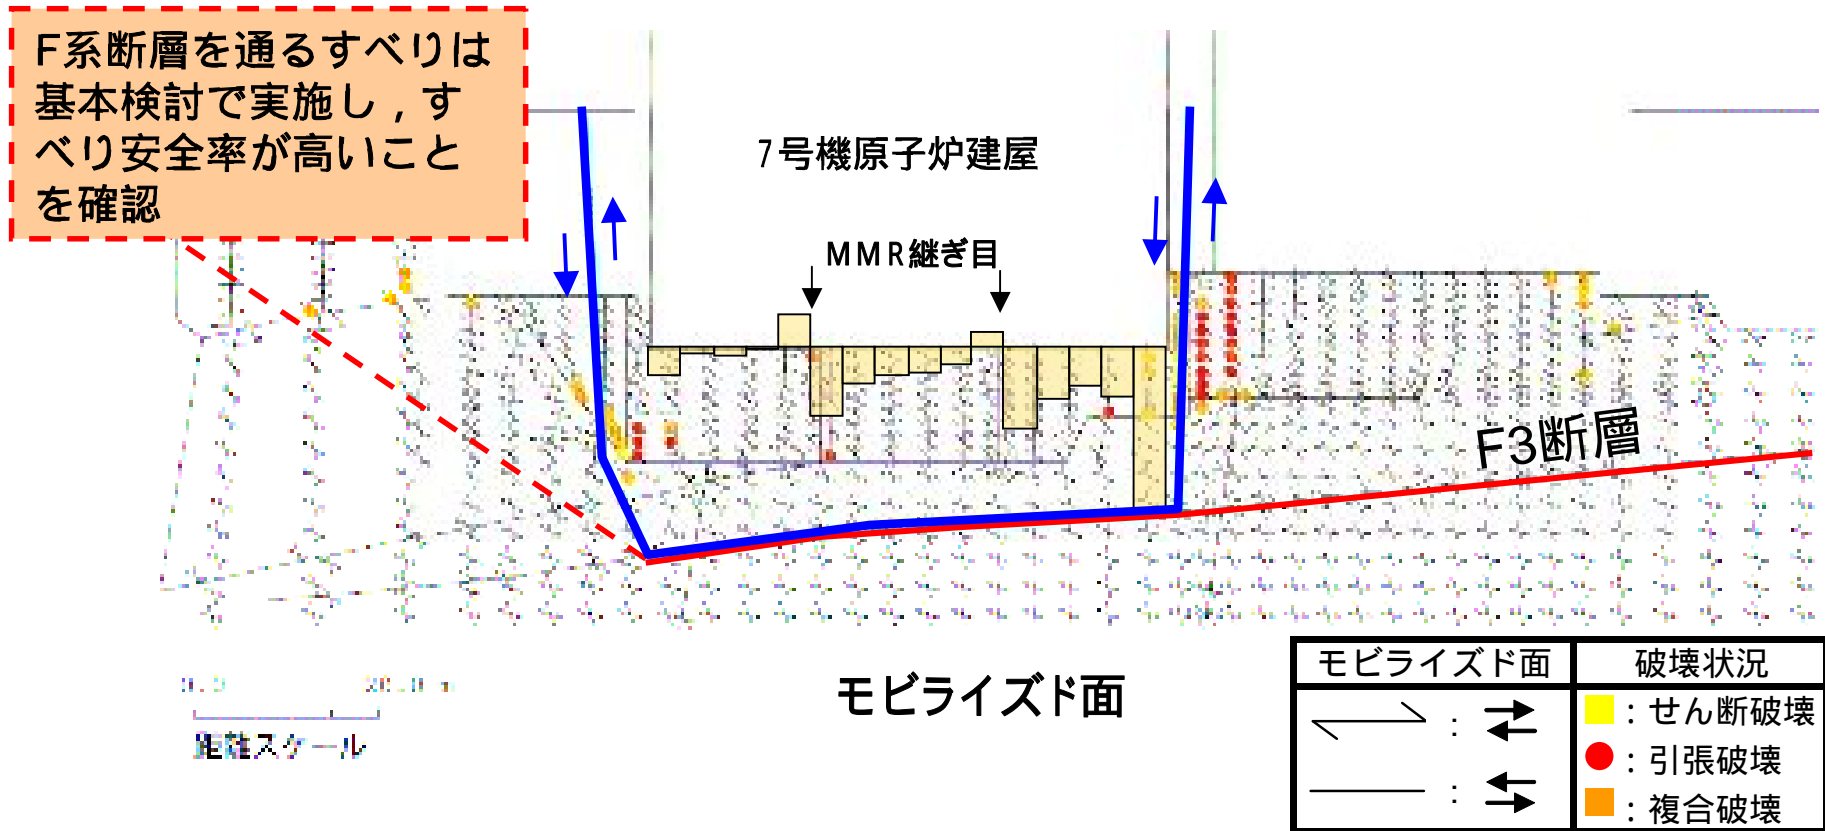 F系断層を通るすべりは
基本検討で実施し，す
べり安全率が高いこと
を確認
7号機原子炉建屋
MMR継ぎ目
F3断層
距離スケール
モビライズド面
モビライズド面
破壊状況
：
：せん断破壊
：引張破壊
：
：複合破壊